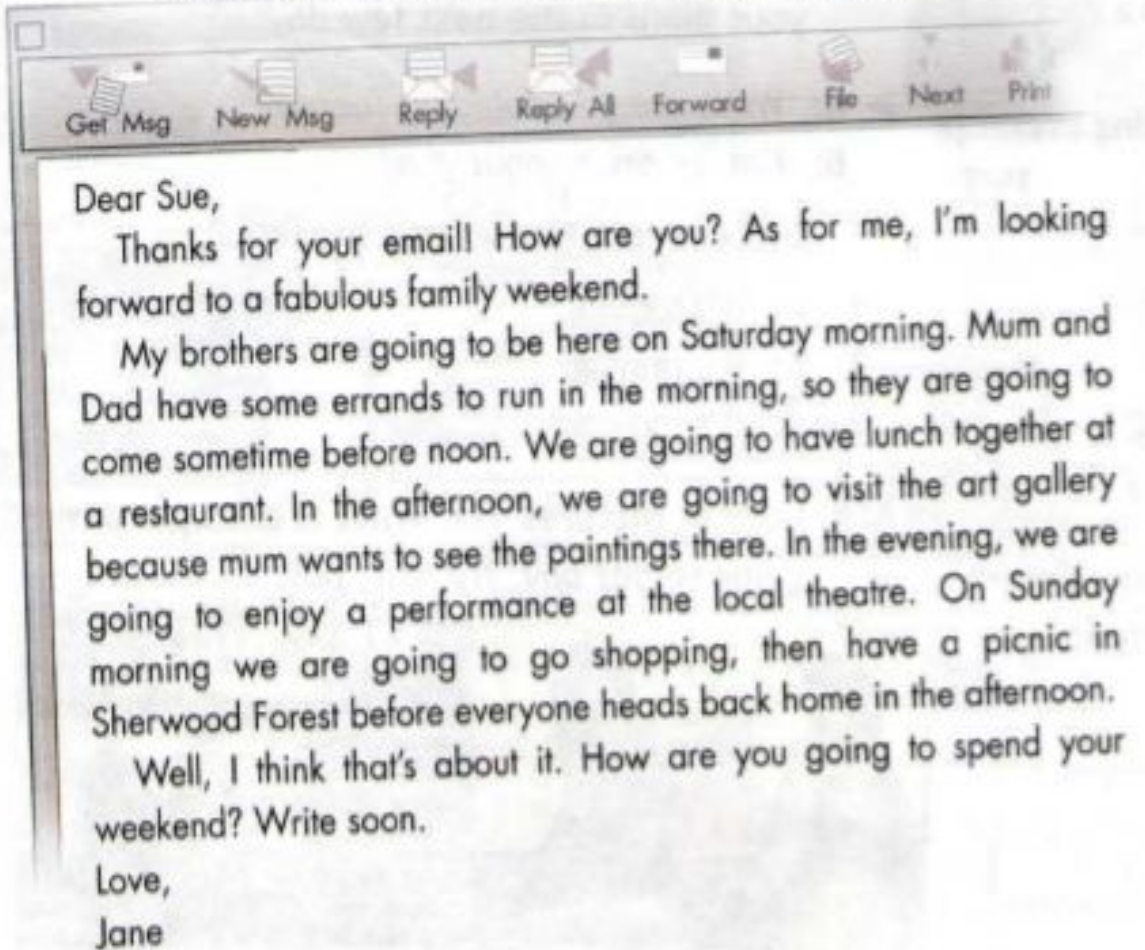 Get Msg New Msg Reply Reply All Forward File Next Print
Dear Sue,
Thanks for your email! How are you? As for me, I'm looking
forward to a fabulous family weekend.
My brothers are going to be here on Saturday morning. Mum and
Dad have some errands to run in the morning, so they are going to
come sometime before noon. We are going to have lunch together at
a restaurant. In the afternoon, we are going to visit the art gallery
because mum wants to see the paintings there. In the evening, we are
going to enjoy a performance at the local theatre. On Sunday
morning we are going to go shopping, then have a picnic in
Sherwood Forest before everyone heads back home in the afternoon.
Well, I think that's about it. How are you going to spend your
weekend? Write soon.
Love,
Jane